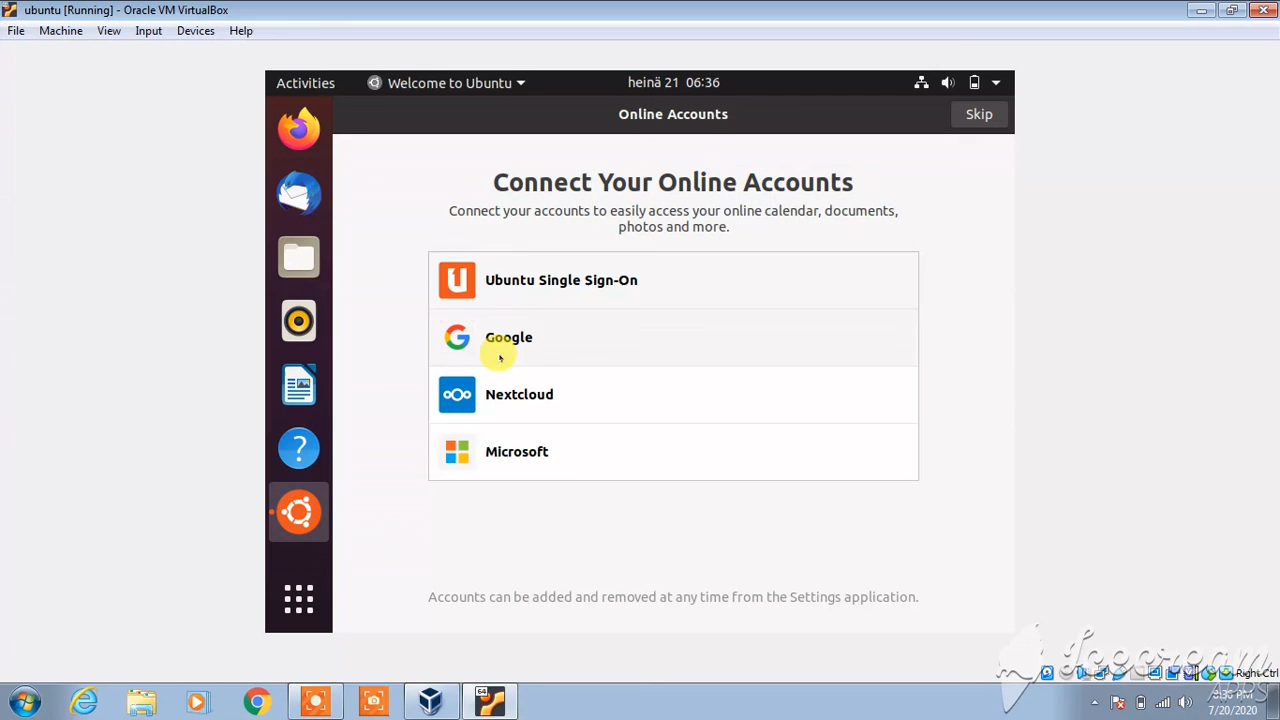 ubuntu [Running] - Oracle VM VirtualBox
File Machine View Input Devices Help
Activities Welcome to Ubuntu heinä 21 06:36
Online Accounts Skip
Connect Your Online Accounts
Connect your accounts to easily access your online calendar, documents,
photos and more.
Ubuntu Single Sign-On
Google
Nextcloud
Microsoft
Accounts can be added and removed at any time from the Settings application.
Right Ctrl
64
7/20/2020